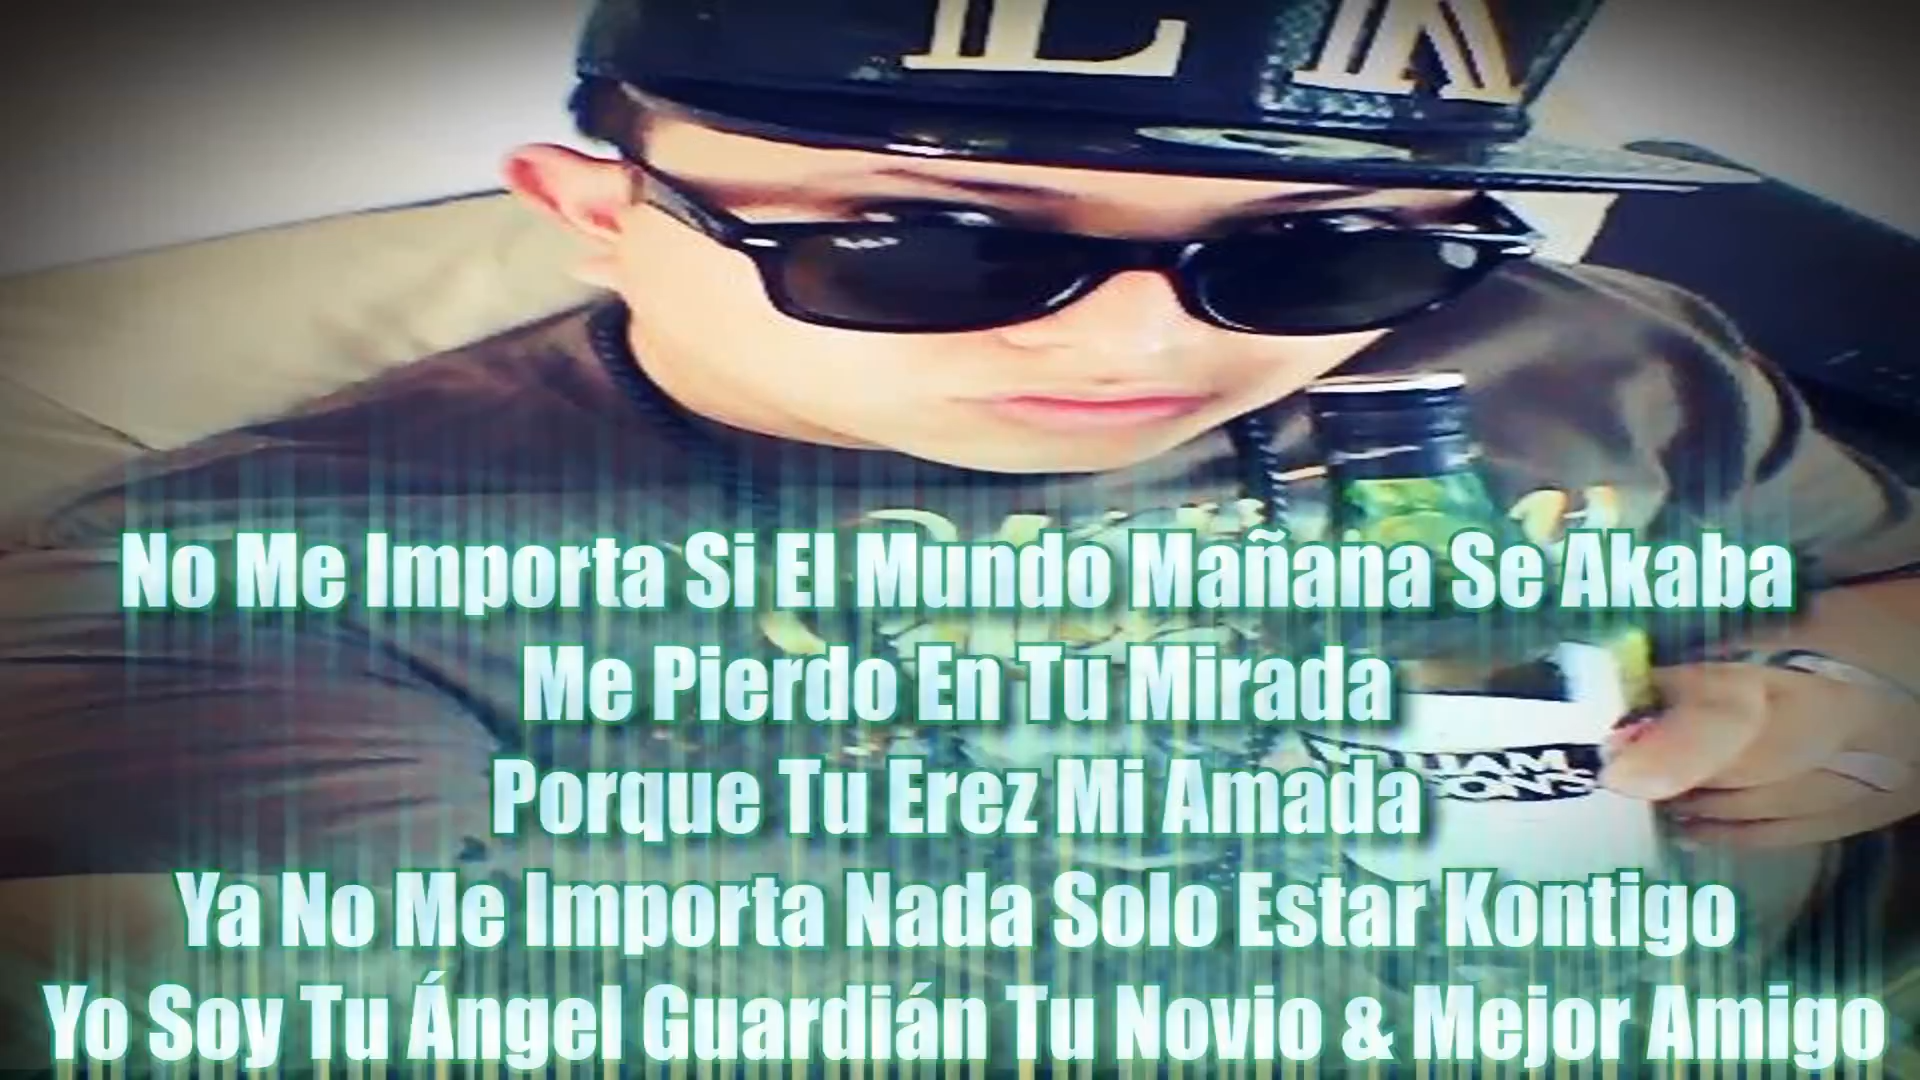 L A
No Me Importa Si El Mundo Mañana Se Akaba
Me Pierdo En Tu Mirada
Porque Tu Erez Mi Amada
Ya No Me Importa Nada Solo Estar Kontigo
Yo Soy Tu Ángel Guardián Tu Novio & Mejor Amigo